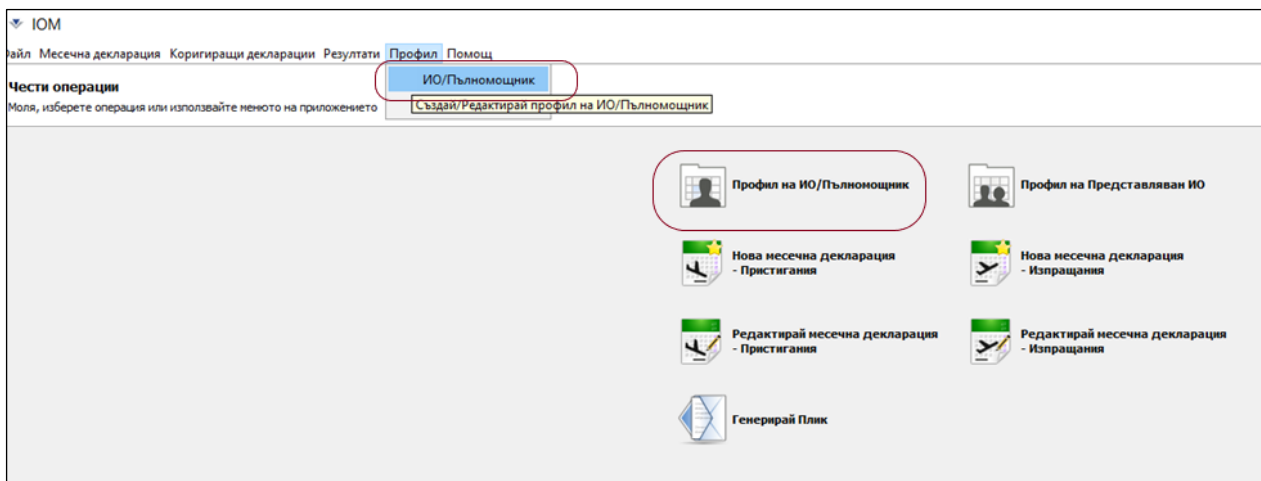 IOM
Файл Месечна декларация Коригиращи декларации Резултати Профил Помощ
ИО/Пълномощник
Чести операции
Създай/Редактирай профил на ИО/Пълномощник
Моля, изберете операция или използвайте менюто на приложението
Профил на ИО/Пълномощник
Профил на Представляван ИО
Нова месечна декларация
- Пристигания
Нова месечна декларация
- Изпращания
Редактирай месечна декларация
- Пристигания
Редактирай месечна декларация
- Изпращания
Генерирай Плик